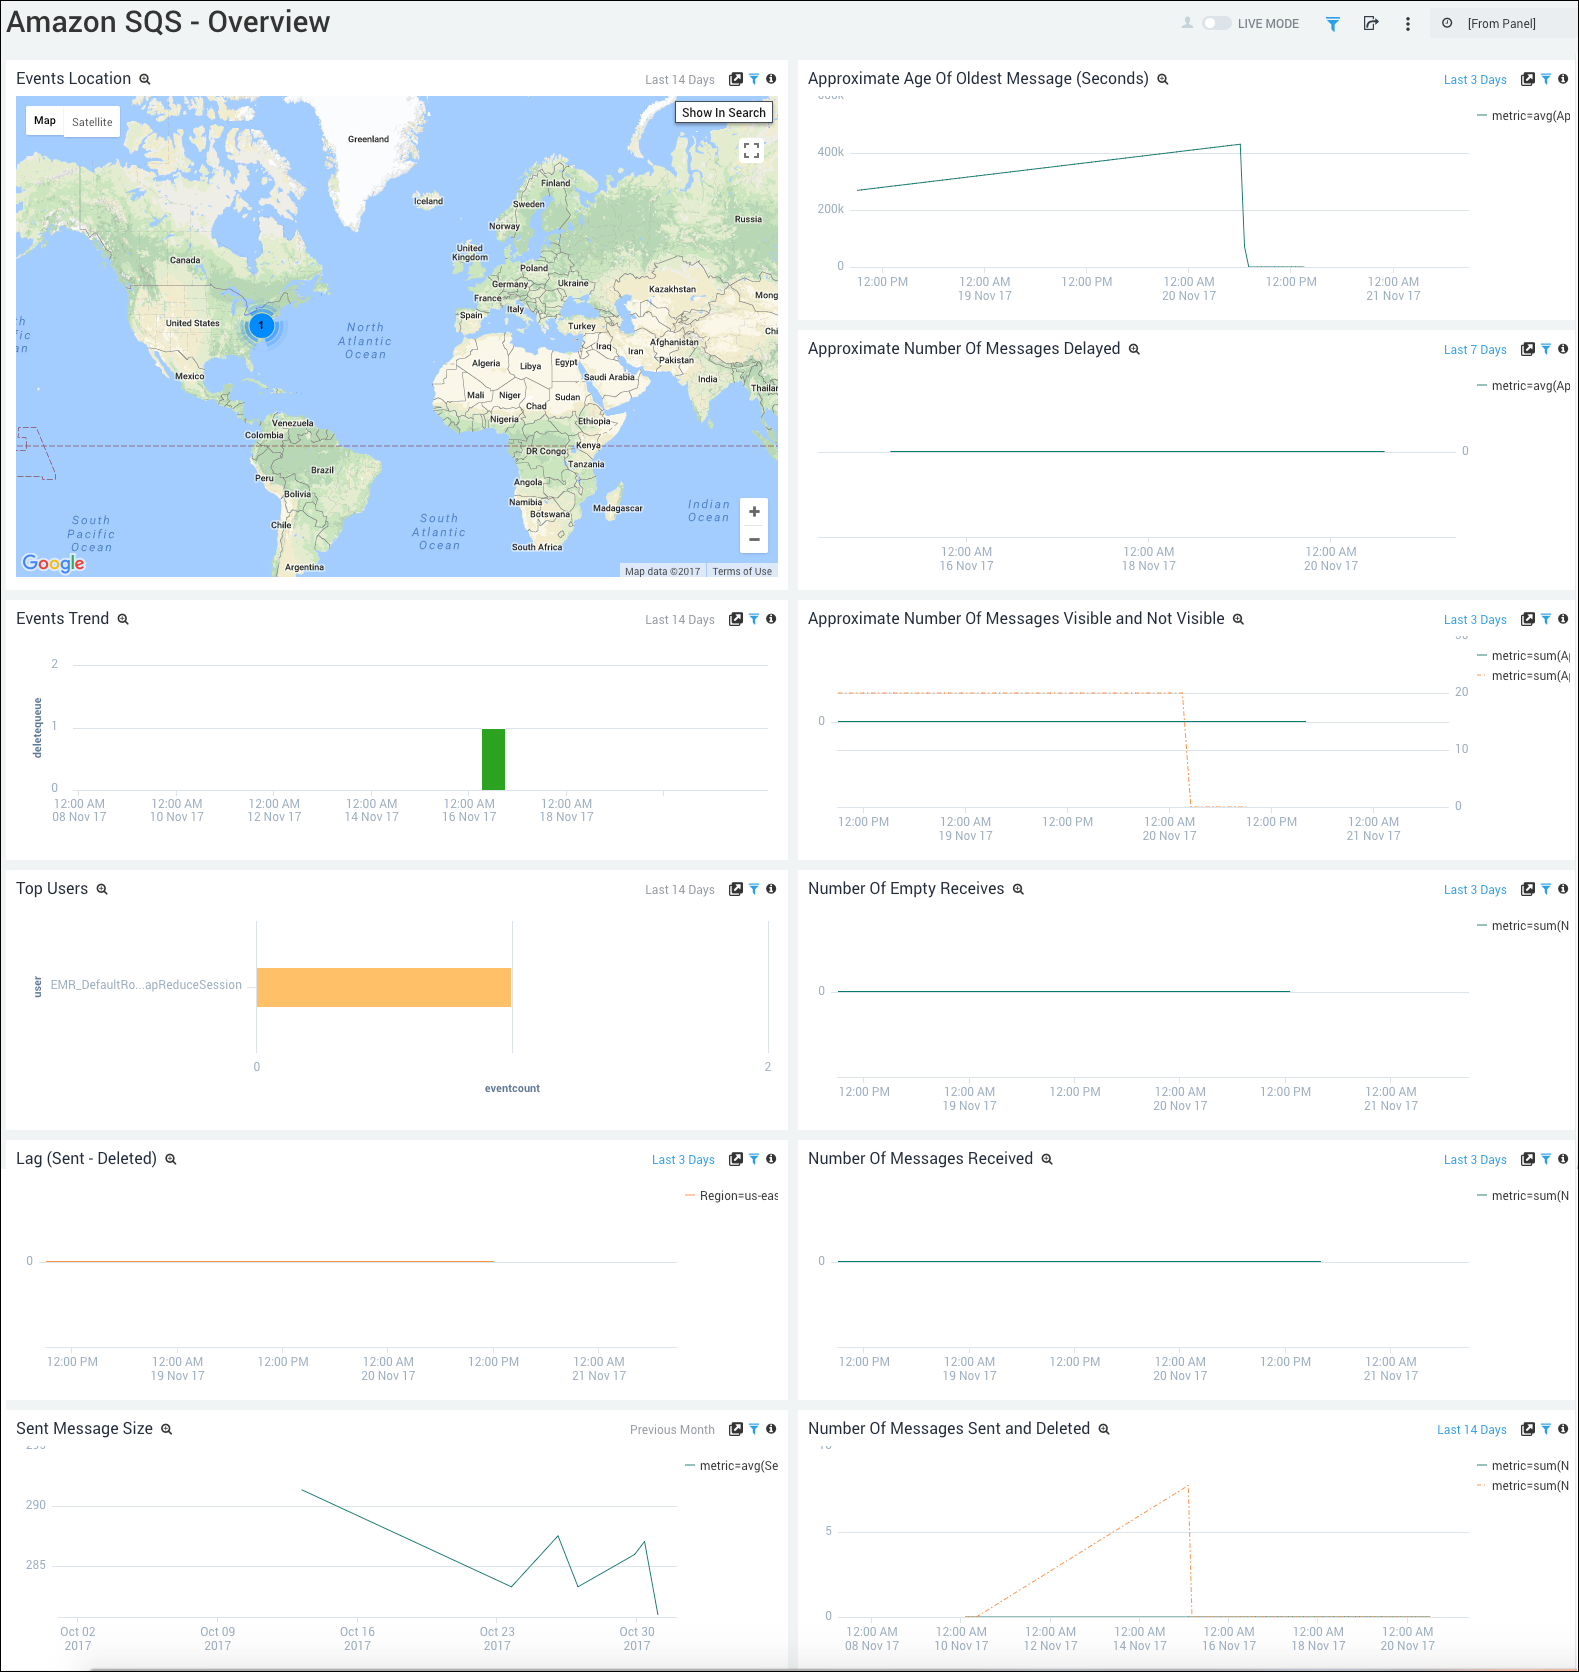 Amazon SQS - Overview
LIVE MODE
[From Panel]
Events Location
Last 14 Days
Map
Satellite
Show In Search
Greenland
Iceland
Finland
Sweden
Norway
Russia
United
Kingdom
Poland
Germany
Ukraine
France
Kazakhstan
Italy
Spain
Mong
Turkey
Chi
Canada
United States
1
North
Atlantic
Ocean
Iraq
Iran
Afghanistan
Pakistan
Algeria
Libya
Egypt
Saudi Arabia
India
Thailan
Mexico
Mali
Niger
Sudan
Chad
Nigeria
Ethiopia
Venezuela
Colombia
Kenya
DR Congo
Tanzania
Brazil
Peru
Angola
Bolivia
Namibia
Botswana
Madagascar
Indian
Ocean
South
Pacific
Ocean
Chile
South
Atlantic
Ocean
South Africa
Argentina
Google
Map data ©2017
Terms of Use
Approximate Age Of Oldest Message (Seconds)
Last 3 Days
metric=avg(Ap
400k
200k
0
12:00 PM 12:00 AM 12:00 PM 12:00 AM 12:00 PM 12:00 AM
19 Nov 17 20 Nov 17 21 Nov 17
Approximate Number Of Messages Delayed
Last 7 Days
metric=avg(Ap
0
12:00 AM 12:00 AM 12:00 AM
16 Nov 17 18 Nov 17 20 Nov 17
Events Trend
Last 14 Days
deletequeue
2
1
0
12:00 AM 12:00 AM 12:00 AM 12:00 AM 12:00 AM 12:00 AM
08 Nov 17 10 Nov 17 12 Nov 17 14 Nov 17 16 Nov 17 18 Nov 17
Approximate Number Of Messages Visible and Not Visible
Last 3 Days
metric=sum(A
metric=sum(A
20
0
10
0
12:00 PM 12:00 AM 12:00 PM 12:00 AM 12:00 PM 12:00 AM
19 Nov 17 20 Nov 17 21 Nov 17
Top Users
Last 14 Days
user
EMR_DefaultRo...apReduceSession
0 2
eventcount
Number Of Empty Receives
Last 3 Days
metric=sum(N
0
12:00 PM 12:00 AM 12:00 PM 12:00 AM 12:00 PM 12:00 AM
19 Nov 17 20 Nov 17 21 Nov 17
Lag (Sent - Deleted)
Last 3 Days
Region=us-eas
0
12:00 PM 12:00 AM 12:00 PM 12:00 AM 12:00 PM 12:00 AM
19 Nov 17 20 Nov 17 21 Nov 17
Number Of Messages Received
Last 3 Days
metric=sum(N
0
12:00 PM 12:00 AM 12:00 PM 12:00 AM 12:00 PM 12:00 AM
19 Nov 17 20 Nov 17 21 Nov 17
Sent Message Size
Previous Month
metric=avg(Se
290
285
Oct 02 Oct 09 Oct 16 Oct 23 Oct 30
2017 2017 2017 2017 2017
Number Of Messages Sent and Deleted
Last 14 Days
metric=sum(N
metric=sum(N
5
0
12:00 AM 12:00 AM 12:00 AM 12:00 AM 12:00 AM 12:00 AM 12:00 AM
08 Nov 17 10 Nov 17 12 Nov 17 14 Nov 17 16 Nov 17 18 Nov 17 20 Nov 17